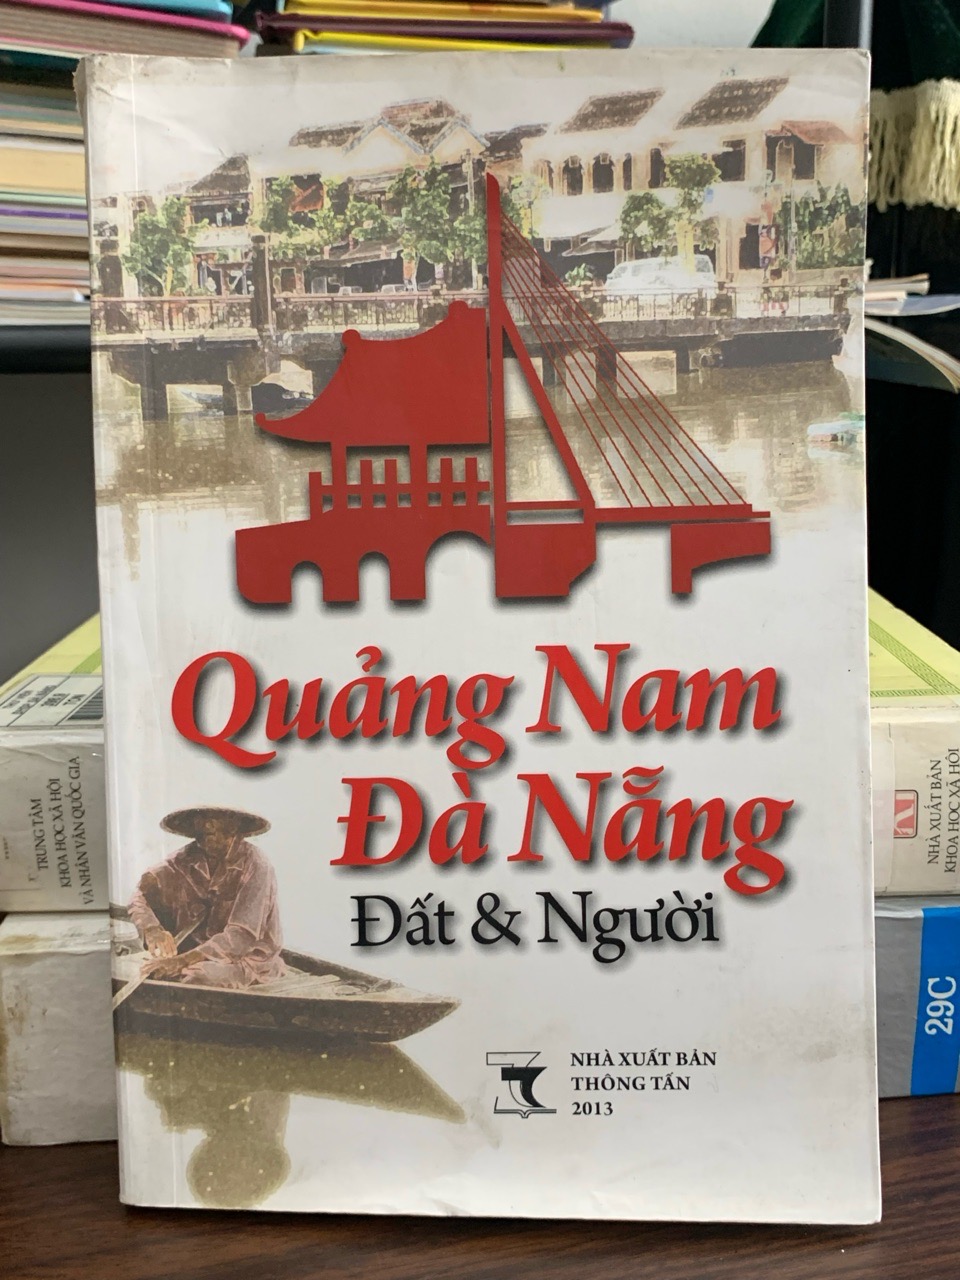 Quảng Nam
Đà Nẵng
Đất & Người
NHÀ XUẤT BẢN
THÔNG TẤN
2013
TRUNG TÂM
KHOA HỌC XÃ HỘI
VÀ NHÂN VĂN QUỐC GIA
NHÀ XUẤT BẢN
KHOA HỌC XÃ HỘI
29C